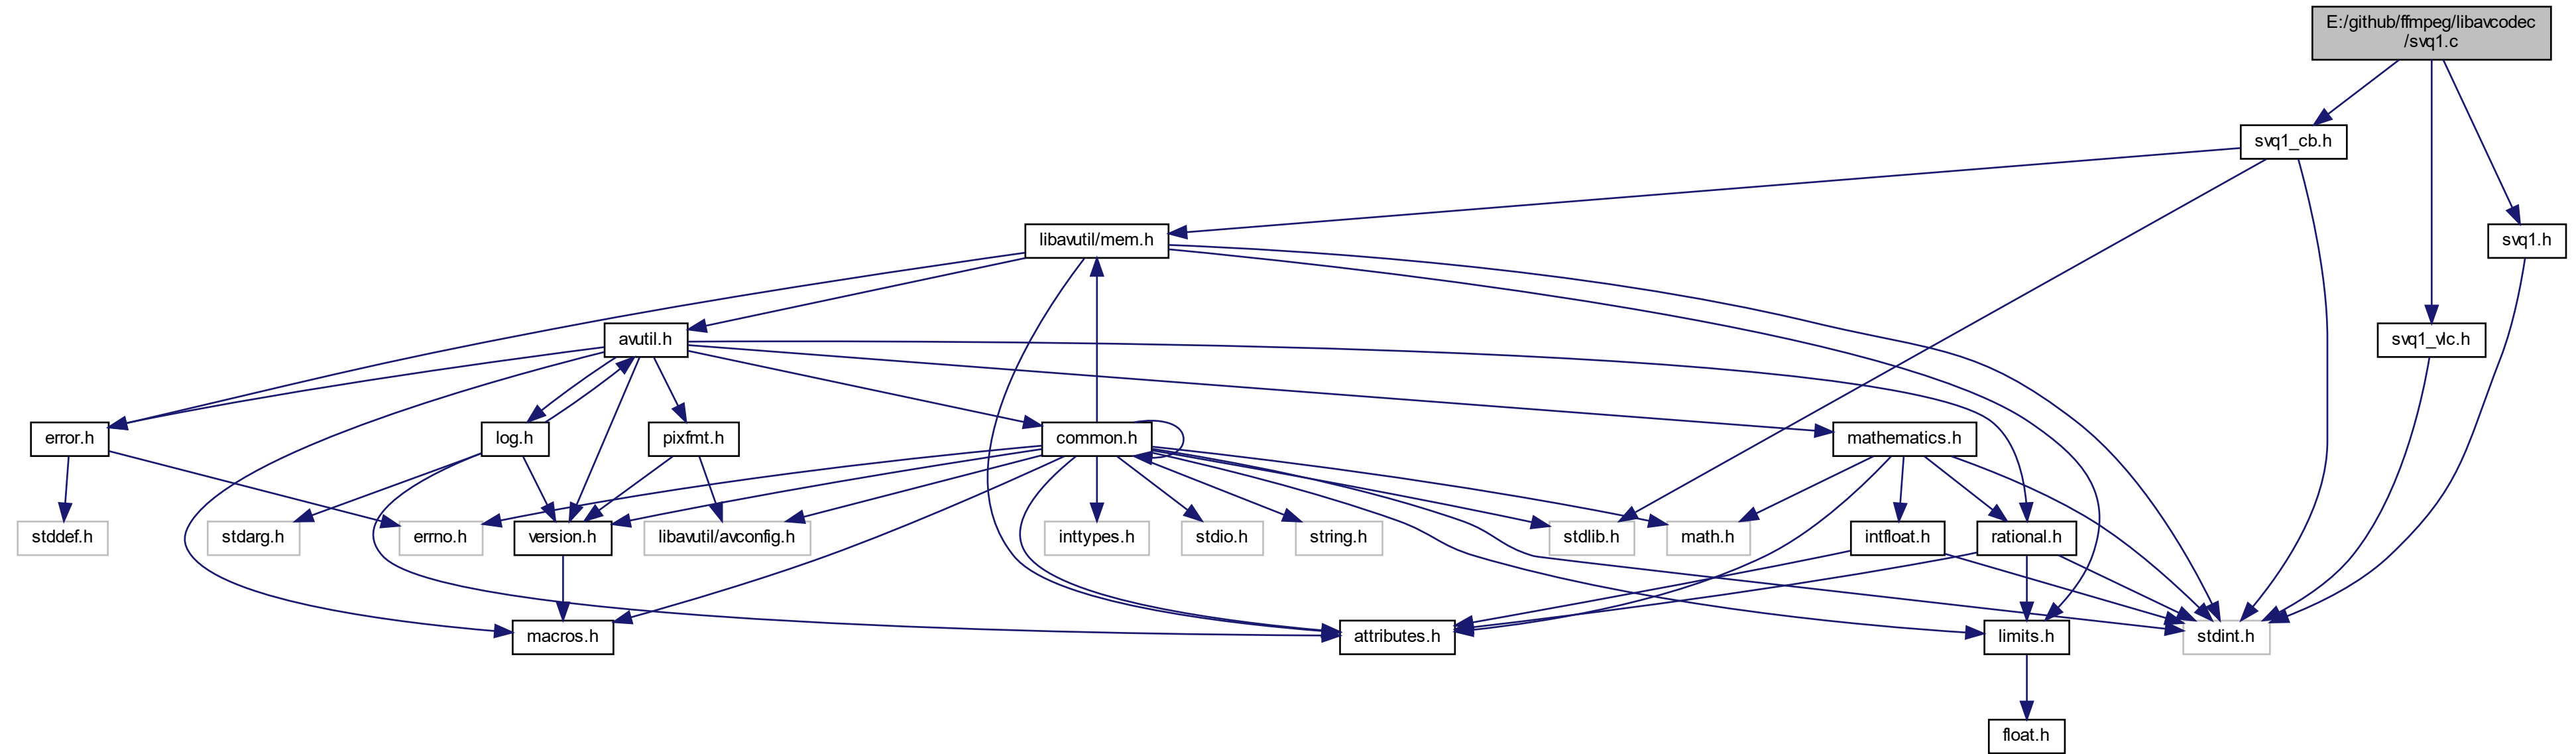 E:/github/ffmpeg/libavcodec
/svq1.c
svq1_cb.h
libavutil/mem.h
svq1.h
avutil.h
svq1_vlc.h
error.h
log.h
pixfmt.h
common.h
mathematics.h
stddef.h
stdarg.h
errno.h
version.h
libavutil/avconfig.h
inttypes.h
stdio.h
string.h
stdlib.h
math.h
intfloat.h
rational.h
macros.h
attributes.h
limits.h
stdint.h
float.h